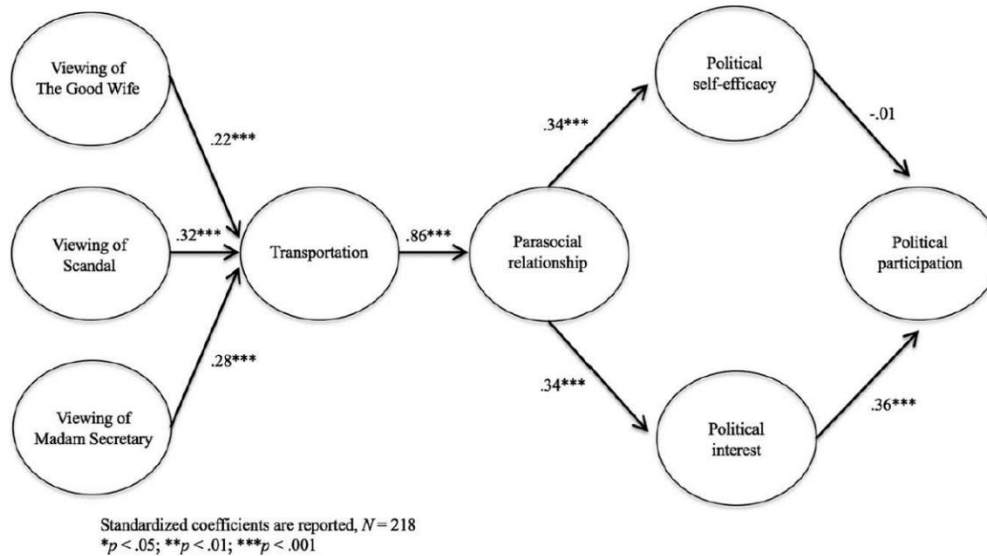 Viewing of
The Good Wife
Political
self-efficacy
.22***
.34***
-.01
Viewing of
Scandal
.32***
Transportation
.86***
Parasocial
relationship
Political
participation
.28***
.34***
.36***
Viewing of
Madam Secretary
Political
interest
Standardized coefficients are reported, N = 218
*p < .05; **p < .01; ***p < .001